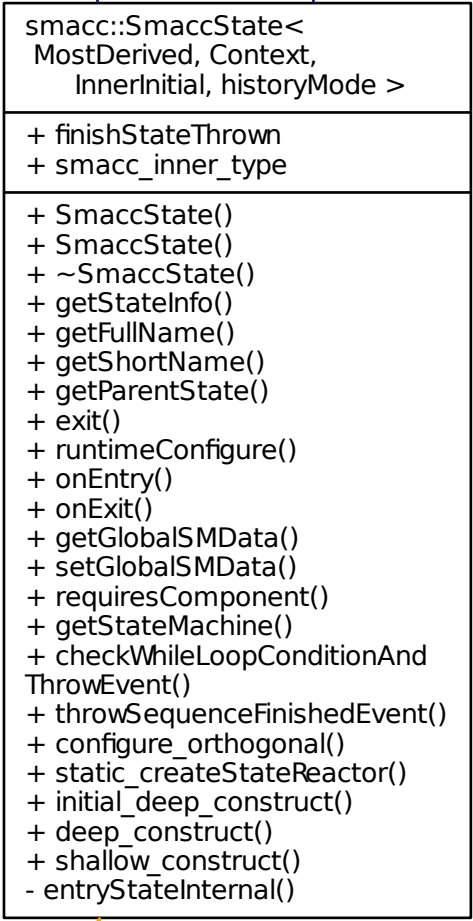 smacc::SmaccState<
MostDerived, Context,
InnerInitial, historyMode >
+ finishStateThrown
+ smacc_inner_type
+ SmaccState()
+ SmaccState()
+ ~SmaccState()
+ getStateInfo()
+ getFullName()
+ getShortName()
+ getParentState()
+ exit()
+ runtimeConfigure()
+ onEntry()
+ onExit()
+ getGlobalSMData()
+ setGlobalSMData()
+ requiresComponent()
+ getStateMachine()
+ checkWhileLoopConditionAnd
ThrowEvent()
+ throwSequenceFinishedEvent()
+ configure_orthogonal()
+ static_createStateReactor()
+ initial_deep_construct()
+ deep_construct()
+ shallow_construct()
- entryStateInternal()